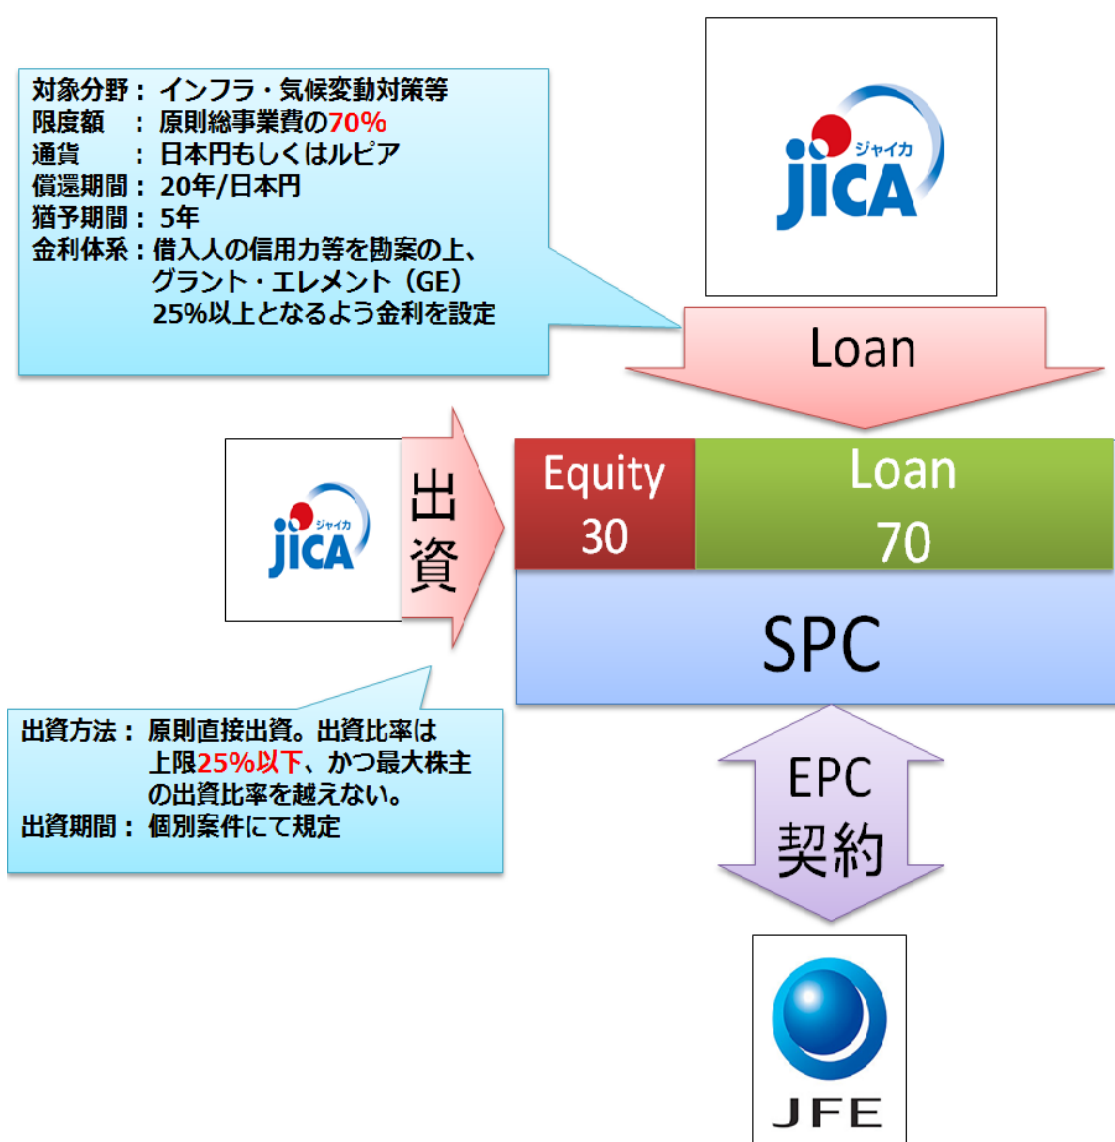 対象分野： インフラ・気候変動対策等
限度額　： 原則総事業費の70%
通貨　　： 日本円もしくはルピア
償還期間： 20年/日本円
猶予期間： 5年
金利体系：借入人の信用力等を勘案の上、
グラント・エレメント（GE）
25%以上となるよう金利を設定
ジャイカ
JICA
Loan
ジャイカ
JICA
出
資
Equity
30
Loan
70
SPC
出資方法： 原則直接出資。出資比率は
上限25%以下、かつ最大株主
の出資比率を越えない。
出資期間： 個別案件にて規定
EPC
契約
JFE